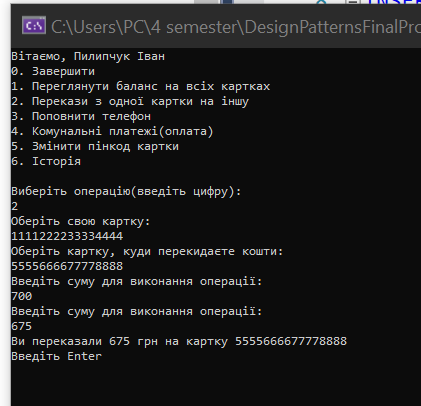 C:\Users\PC\4 semester\DesignPatternsFinalPro
Вітаємо, Пилипчук Іван
0. Завершити
1. Переглянути баланс на всіх картках
2. Перекази з одної картки на іншу
3. Поповнити телефон
4. Комунальні платежі(оплата)
5. Змінити пінкод картки
6. Історія
Виберіть операцію(введіть цифру):
2
Оберіть свою картку:
1111222233334444
Оберіть картку, куди перекидаєте кошти:
5555666677778888
Введіть суму для виконання операції:
700
Введіть суму для виконання операції:
675
Ви переказали 675 грн на картку 5555666677778888
Введіть Enter